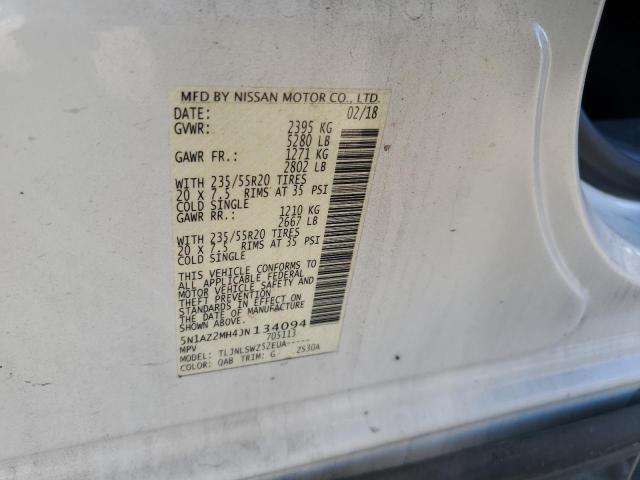 MFD BY NISSAN MOTOR CO., LTD.
DATE: 02/18
GVWR: 2395 KG
5280 LB
GAWR FR.: 1271 KG
2802 LB
WITH 235/55R20 TIRES
20 X 7.5 RIMS AT 35 PSI
COLD SINGLE
GAWR RR.: 1210 KG
2667 LB
WITH 235/55R20 TIRES
20 X 7.5 RIMS AT 35 PSI
COLD SINGLE
THIS VEHICLE CONFORMS TO
ALL APPLICABLE FEDERAL
MOTOR VEHICLE SAFETY AND
THEFT PREVENTION
STANDARDS IN EFFECT ON
THE DATE OF MANUFACTURE
SHOWN ABOVE.
5N1AZ2MH4JN134094
MPV 705113
TLJNLSWZ52EUA-----
COLOR: QAB TRIM: G 2S30A